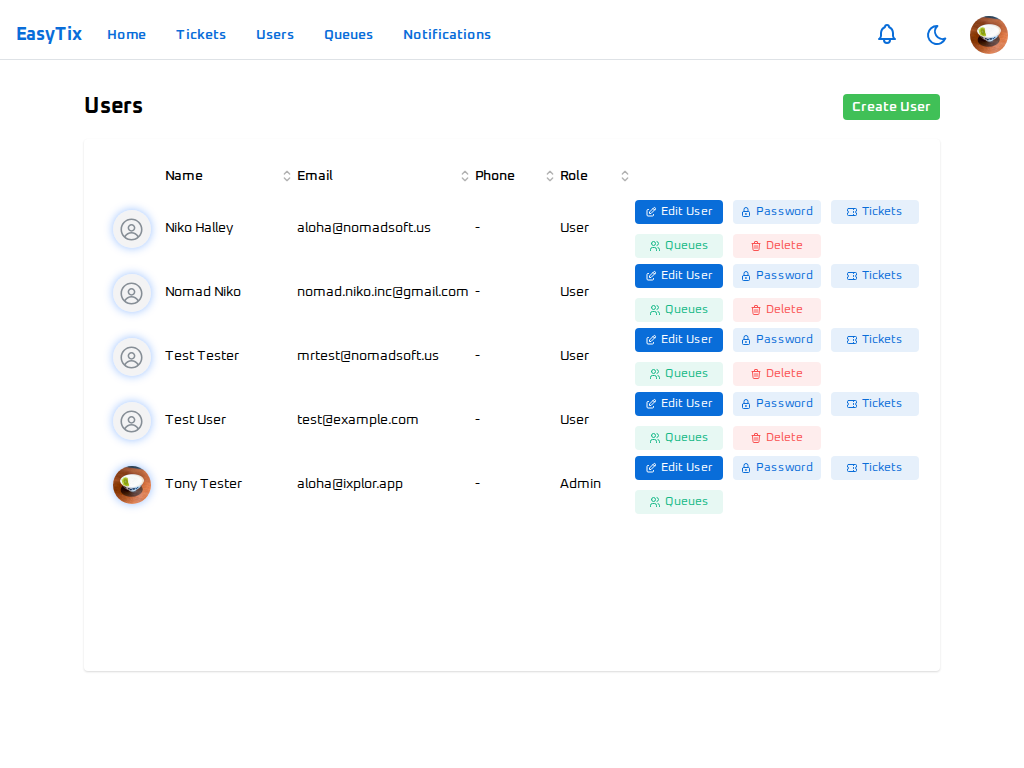 EasyTix Home Tickets Users Queues Notifications
Users Create User
Name Email Phone Role
Niko Halley aloha@nomadsoft.us - User Edit User Password Tickets
Queues Delete
Nomad Niko nomad.niko.inc@gmail.com - User Edit User Password Tickets
Queues Delete
Test Tester mrtest@nomadsoft.us - User Edit User Password Tickets
Queues Delete
Test User test@example.com - User Edit User Password Tickets
Queues Delete
Tony Tester aloha@ixplor.app - Admin Edit User Password Tickets
Queues